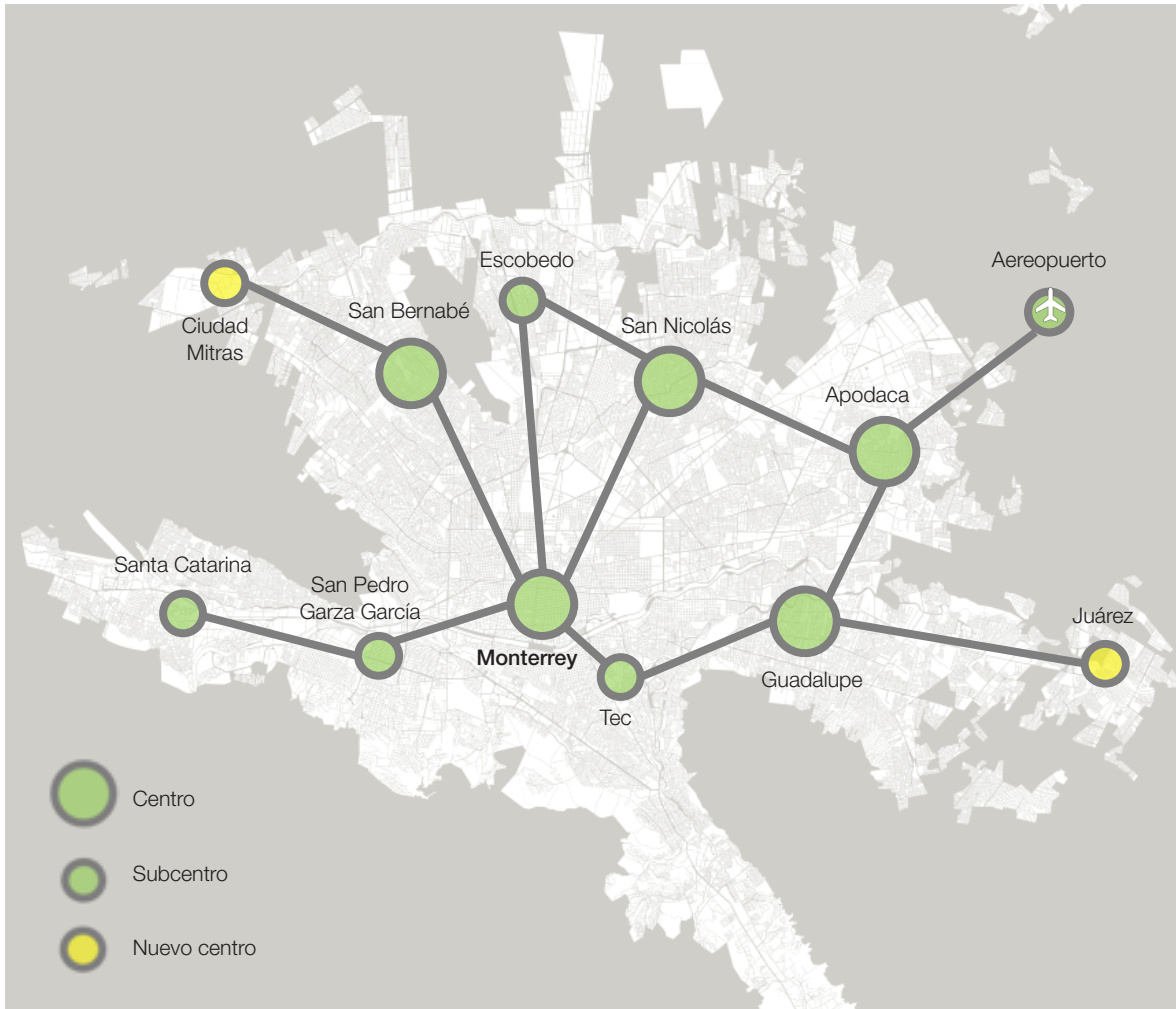 Escobedo
Aereopuerto
San Bernabé
San Nicolás
Ciudad
Mitras
Apodaca
Santa Catarina
San Pedro
Garza García
Juárez
Monterrey
Guadalupe
Tec
Centro
Subcentro
Nuevo centro